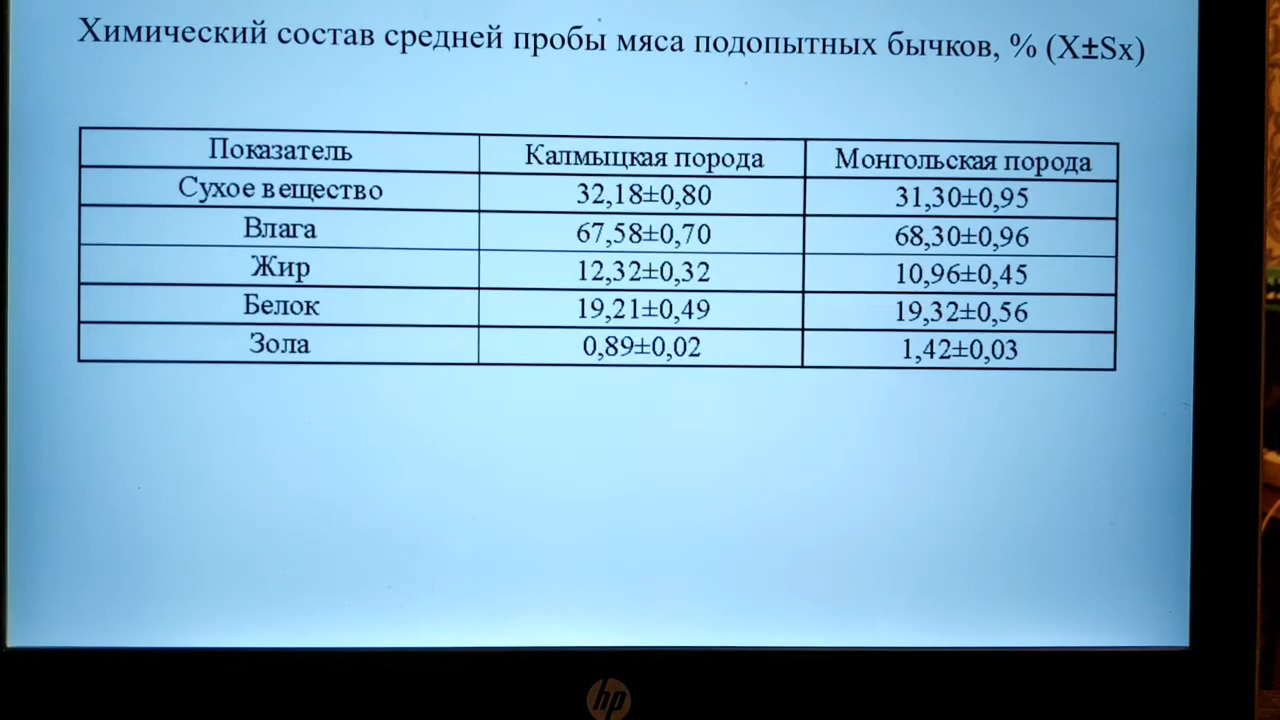 Химический состав средней пробы мяса подопытных бычков, % (X±Sx)
Показатель Калмыцкая порода Монгольская порода
Сухое вещество 32,18±0,80 31,30±0,95
Влага 67,58±0,70 68,30±0,96
Жир 12,32±0,32 10,96±0,45
Белок 19,21±0,49 19,32±0,56
Зола 0,89±0,02 1,42±0,03
hp